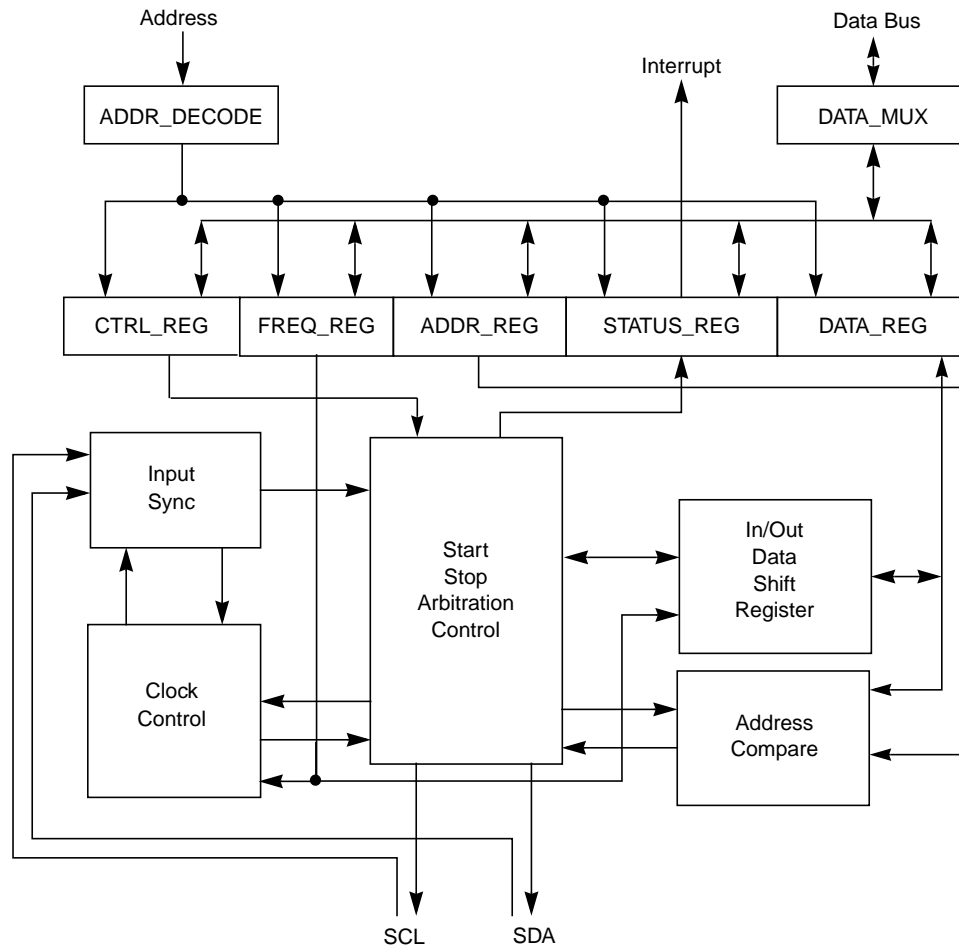 Address
Data Bus
Interrupt
ADDR_DECODE
DATA_MUX
CTRL_REG
FREQ_REG
ADDR_REG
STATUS_REG
DATA_REG
Input
Sync
Start
Stop
Arbitration
Control
In/Out
Data
Shift
Register
Clock
Control
Address
Compare
SCL
SDA